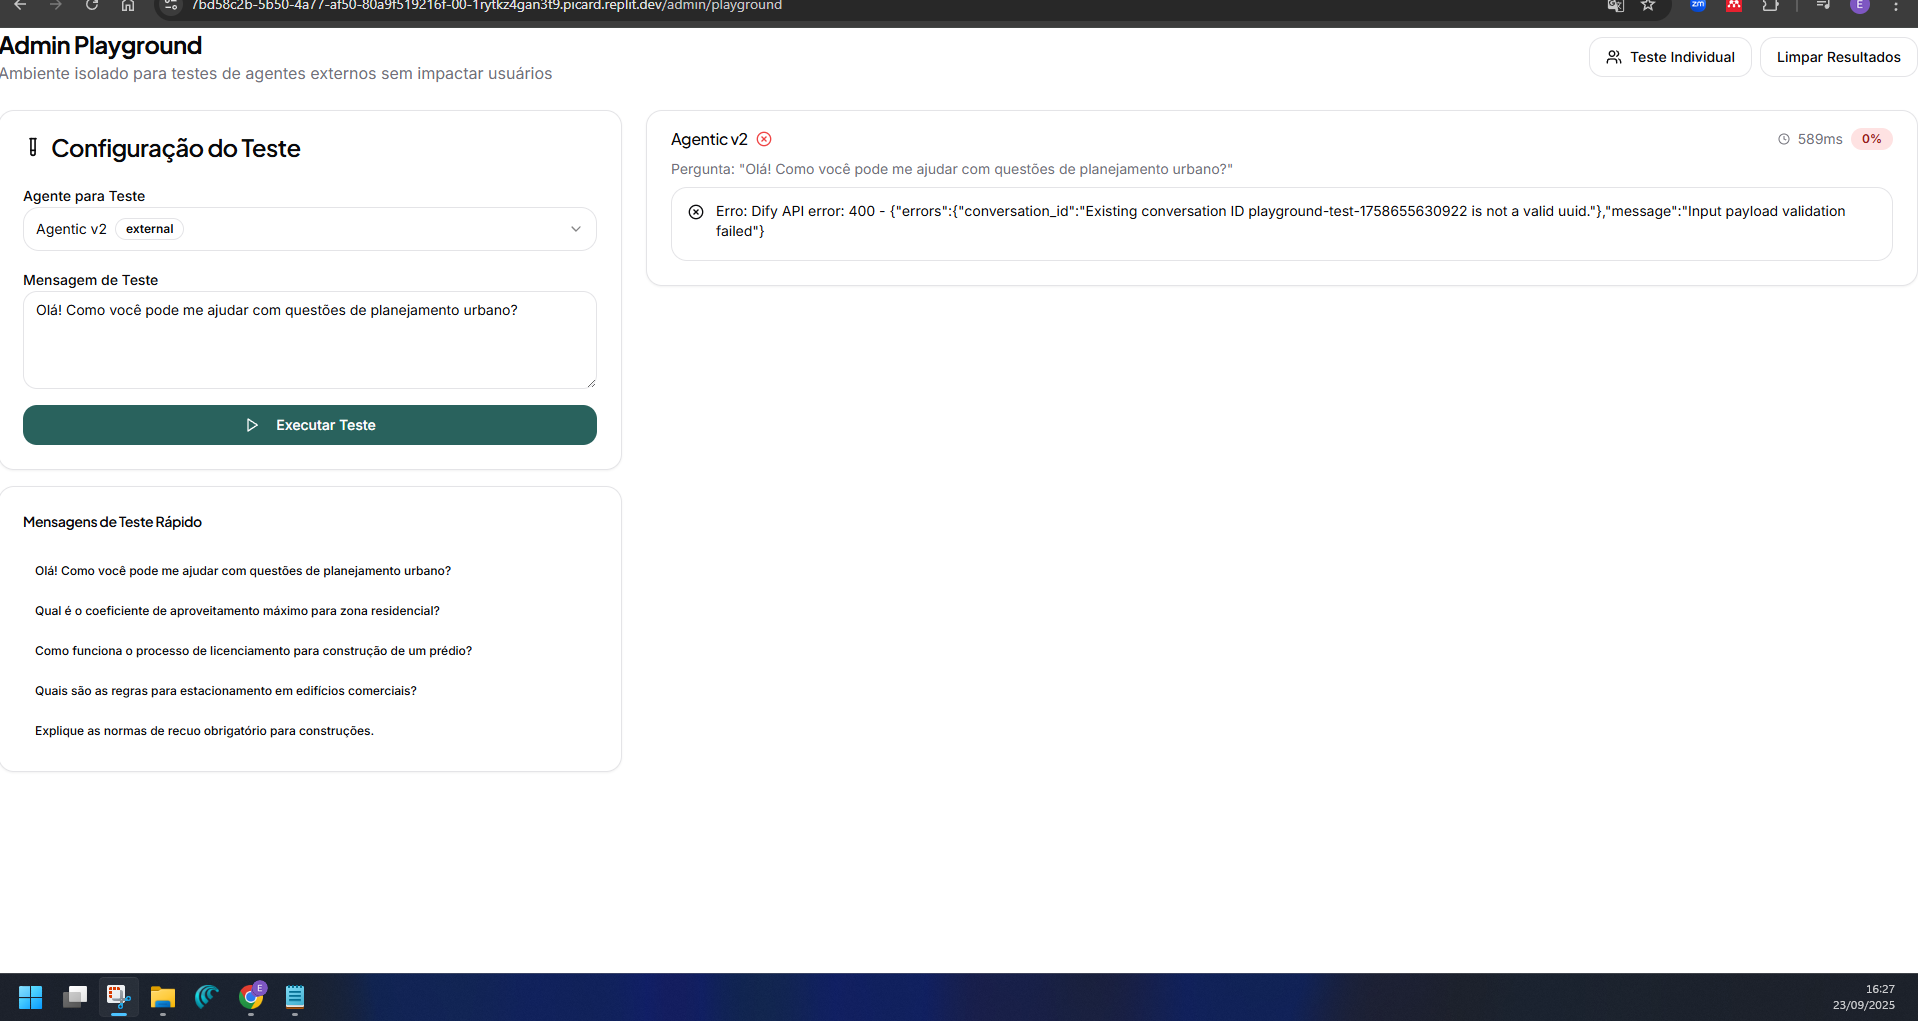 7bd58c2b-5b50-4a77-af50-80a9f519216f-00-1rytkz4gan3t9.picard.replit.dev/admin/playground
zm
E
Admin Playground
Ambiente isolado para testes de agentes externos sem impactar usuários
Teste Individual
Limpar Resultados
Configuração do Teste
Agente para Teste
Agentic v2 external
Mensagem de Teste
Olá! Como você pode me ajudar com questões de planejamento urbano?
Executar Teste
Mensagens de Teste Rápido
Olá! Como você pode me ajudar com questões de planejamento urbano?
Qual é o coeficiente de aproveitamento máximo para zona residencial?
Como funciona o processo de licenciamento para construção de um prédio?
Quais são as regras para estacionamento em edifícios comerciais?
Explique as normas de recuo obrigatório para construções.
Agentic v2
589ms 0%
Pergunta: "Olá! Como você pode me ajudar com questões de planejamento urbano?"
Erro: Dify API error: 400 - {"errors":{"conversation_id":"Existing conversation ID playground-test-1758655630922 is not a valid uuid."},"message":"Input payload validation
failed"}
E
16:27
23/09/2025